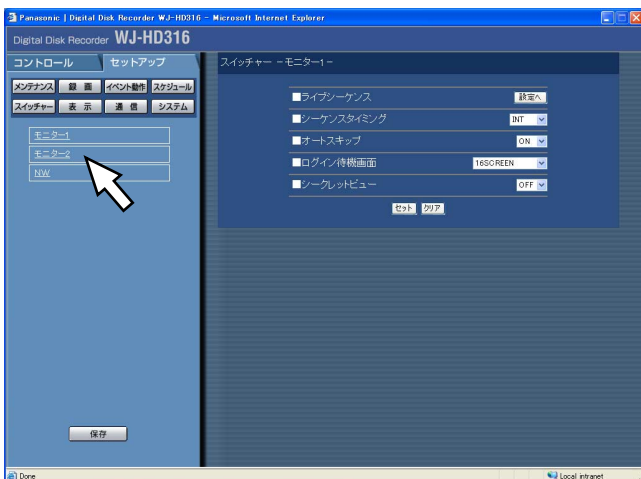 Panasonic | Digital Disk Recorder WJ-HD316 - Microsoft Internet Explorer
Digital Disk Recorder WJ-HD316
コントロール セットアップ
メンテナンス 録 画 イベント動作 スケジュール
スイッチャー 表 示 通 信 システム
モニター1
モニター2
NW
保存
スイッチャー －モニター1－
■ライブシーケンス 設定へ
■シーケンスタイミング INT
■オートスキップ ON
■ログイン待機画面 16SCREEN
■シークレットビュー OFF
セット クリア
Done Local intranet